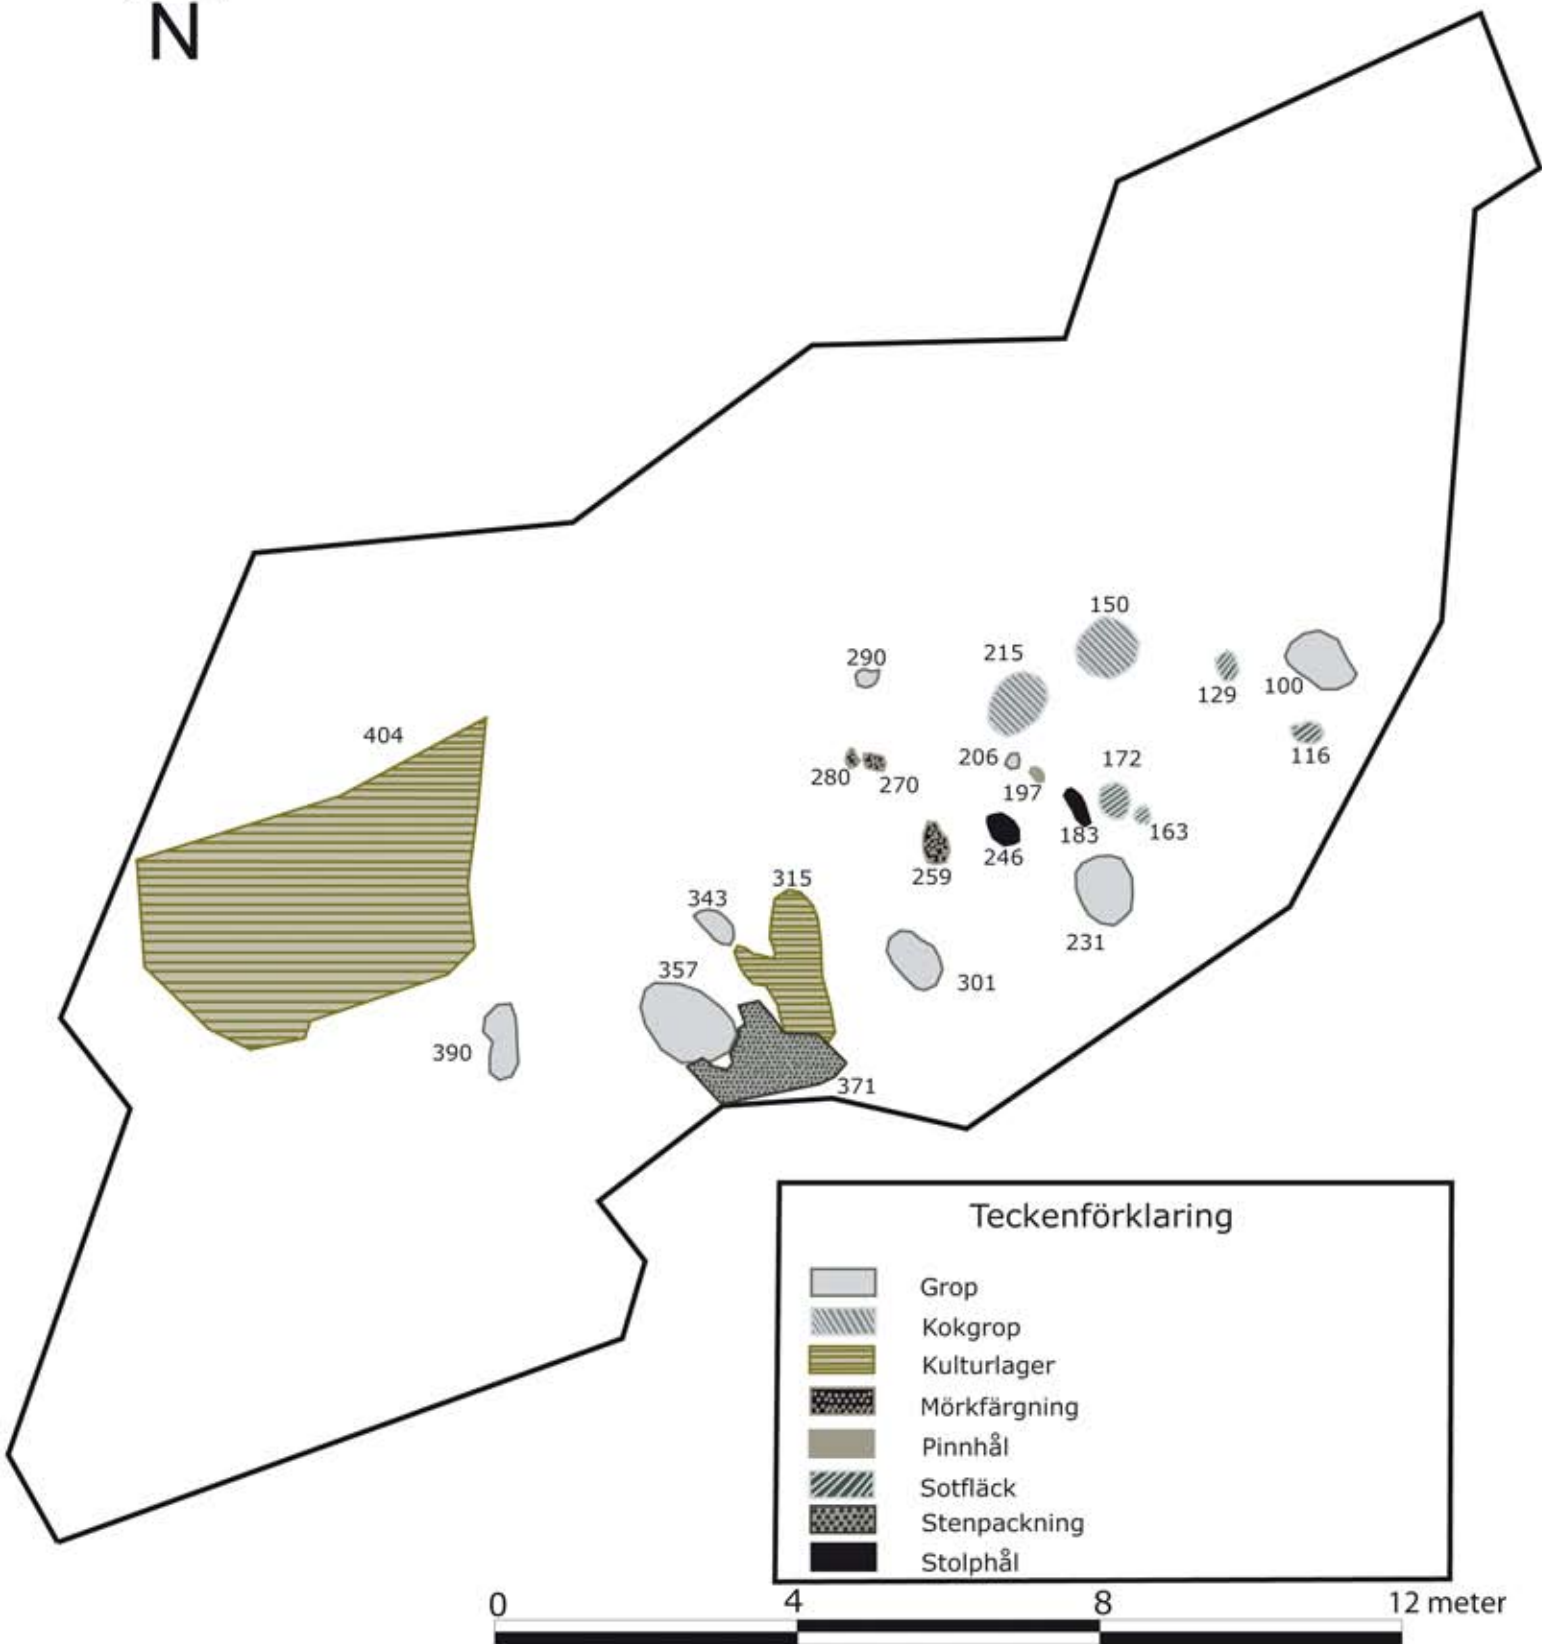 N
150
290
215
129
100
404
206
172
116
280
270
197
183
163
246
259
315
343
231
357
301
390
371
Teckenförklaring
Grop
Kokgrop
Kulturlager
Mörkfärgning
Pinnhål
Sotfläck
Stenpackning
Stolphål
0 4 8 12 meter